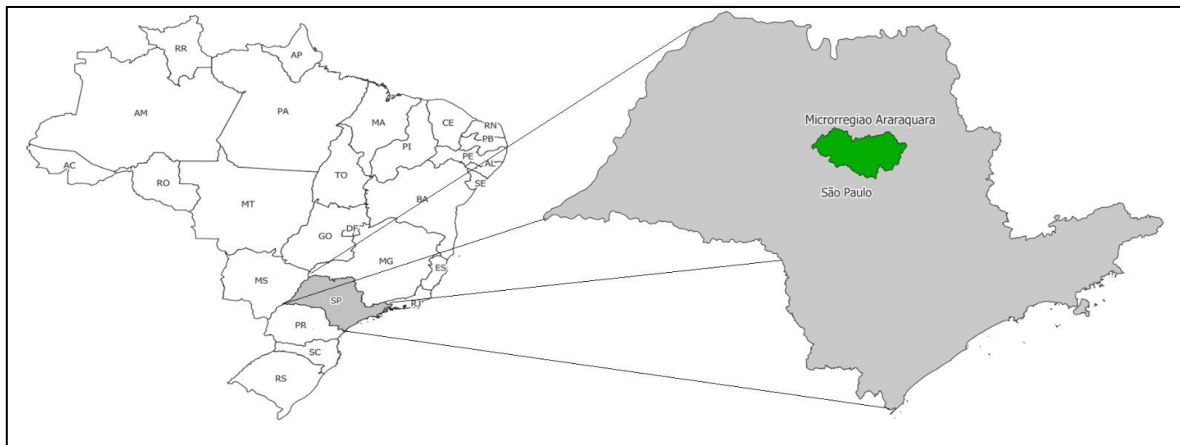 RR
AP
AM
PA
MA
CE
RN
PB
PI
PE
AL
AC
SE
TO
RO
BA
MT
DF
GO
MG
ES
MS
SP
RJ
PR
SC
RS
Microrregiao Araraquara
São Paulo